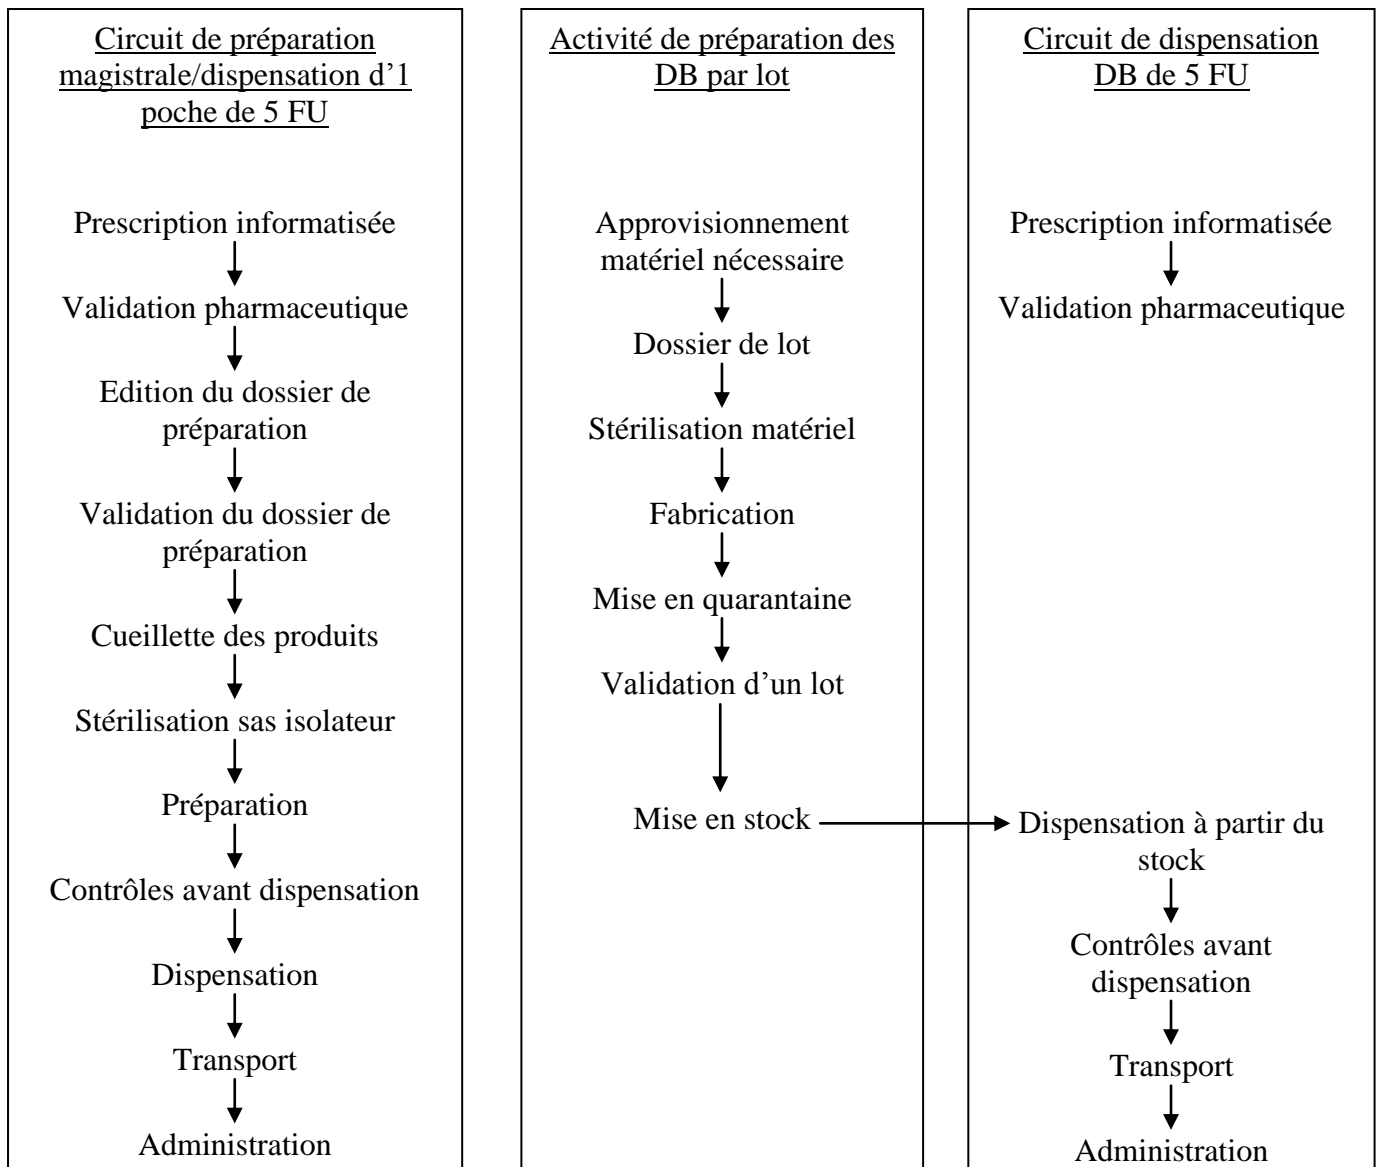 Circuit de préparation
magistrale/dispensation d’1
poche de 5 FU
Prescription informatisée
Validation pharmaceutique
Edition du dossier de
préparation
Validation du dossier de
préparation
Cueillette des produits
Stérilisation sas isolateur
Préparation
Contrôles avant dispensation
Dispensation
Transport
Administration
Activité de préparation des
DB par lot
Approvisionnement
matériel nécessaire
Dossier de lot
Stérilisation matériel
Fabrication
Mise en quarantaine
Validation d’un lot
Mise en stock
Circuit de dispensation
DB de 5 FU
Prescription informatisée
Validation pharmaceutique
Dispensation à partir du
stock
Contrôles avant
dispensation
Transport
Administration